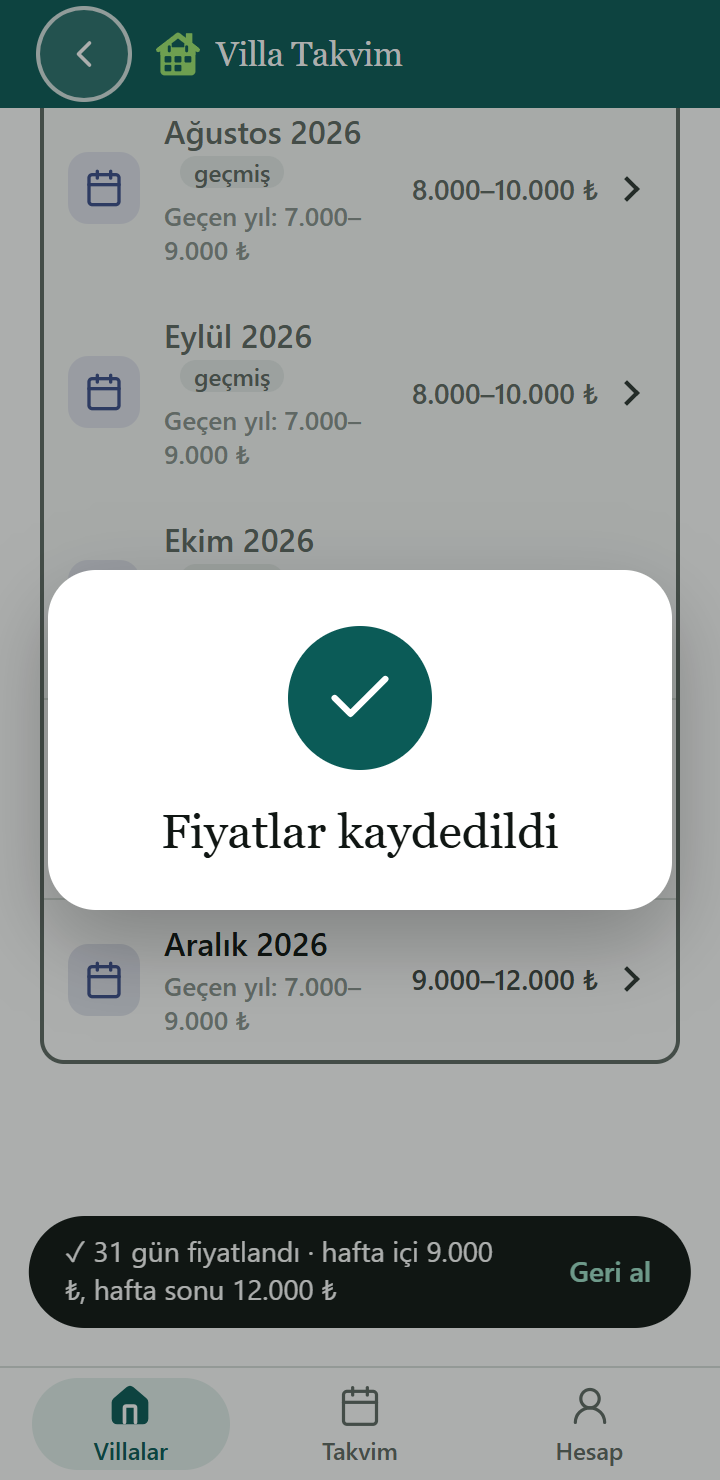 Villa Takvim
Ağustos 2026
geçmiş
Geçen yıl: 7.000–
9.000 ₺
8.000–10.000 ₺
Eylül 2026
geçmiş
Geçen yıl: 7.000–
9.000 ₺
8.000–10.000 ₺
Ekim 2026
Fiyatlar kaydedildi
Aralık 2026
Geçen yıl: 7.000–
9.000 ₺
9.000–12.000 ₺
✓ 31 gün fiyatlandı · hafta içi 9.000
₺, hafta sonu 12.000 ₺
Geri al
Villalar
Takvim
Hesap